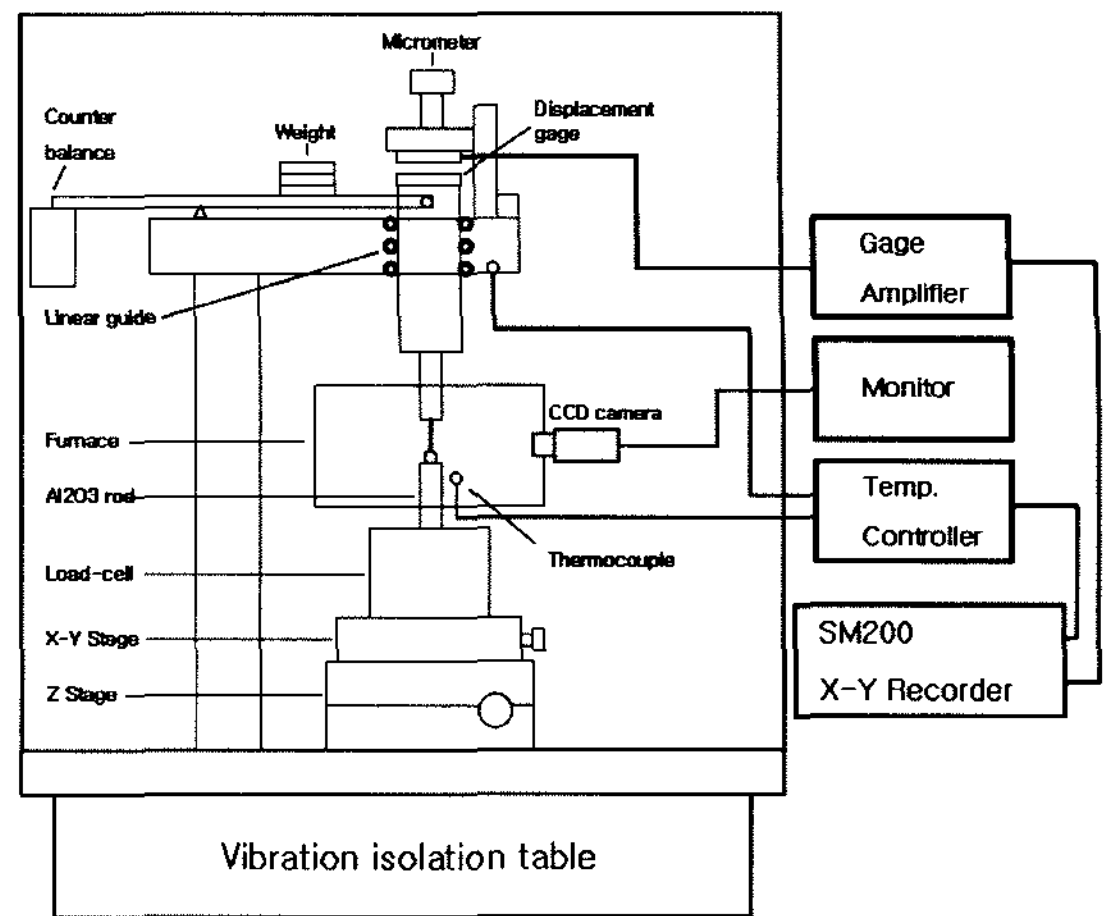 Micrometer
Counter
balance
Weight
Displacement
gage
Gage
Amplifier
Linear guide
Monitor
CCD camera
Furnace
Al2O3 rod
Temp.
Controller
Thermocouple
Load-cell
X-Y Stage
SM200
X-Y Recorder
Z Stage
Vibration isolation table